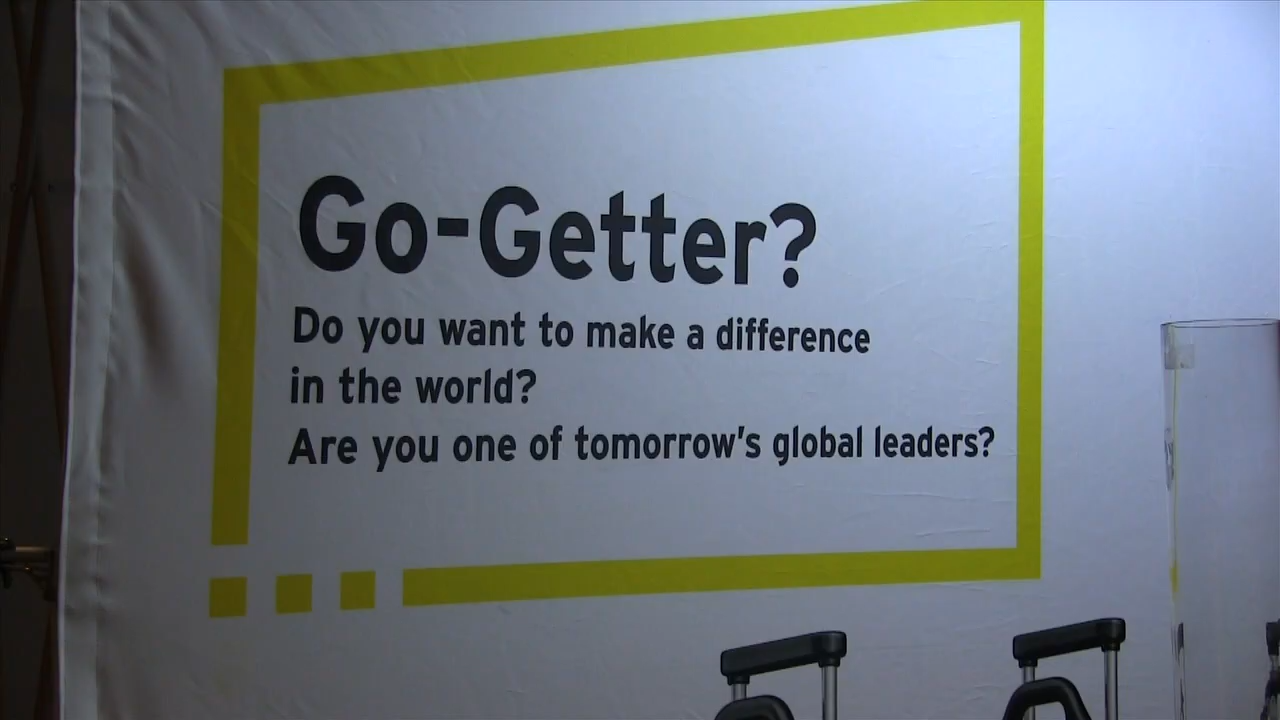 Go-Getter?
Do you want to make a difference
in the world?
Are you one of tomorrow's global leaders?